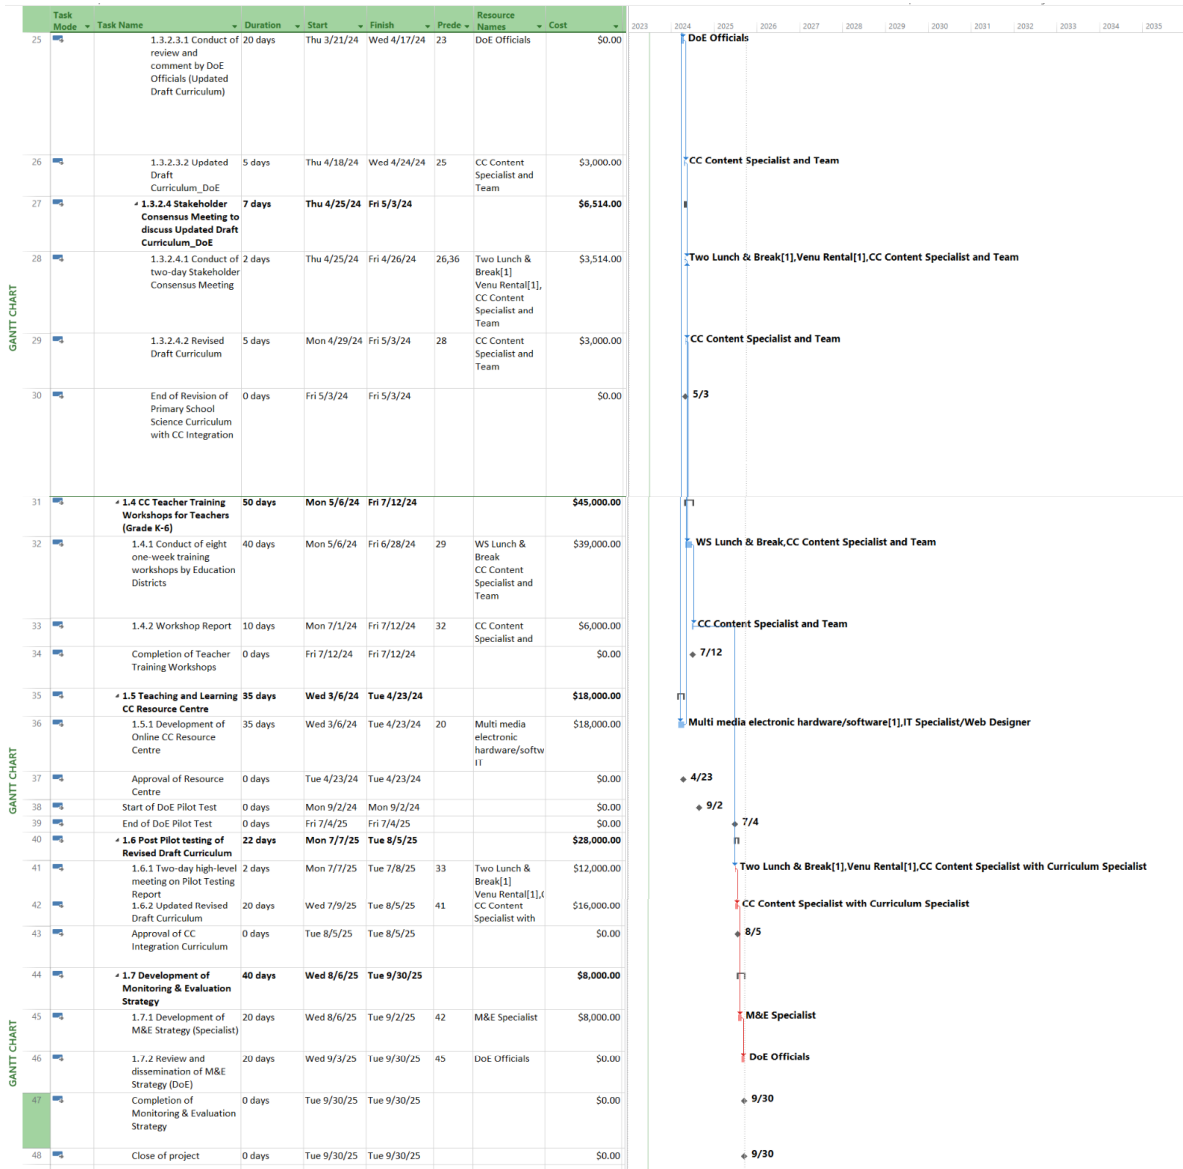 Task Mode Task Name Duration Start Finish Prede Resource Names Cost 2023 2024 2025 2026 2027 2028 2029 2030 2031 2032 2033 2034 2035
25 1.3.2.3.1 Conduct of 20 days Thu 3/21/24 Wed 4/17/24 23 DoE Officials $0.00 DoE Officials
review and
comment by DoE
Officials (Updated
Draft Curriculum)
26 1.3.2.3.2 Updated 5 days Thu 4/18/24 Wed 4/24/24 25 CC Content $3,000.00 CC Content Specialist and Team
Draft Specialist and
Curriculum_DoE Team
27 1.3.2.4 Stakeholder 7 days Thu 4/25/24 Fri 5/3/24 $6,514.00
Consensus Meeting to
discuss Updated Draft
Curriculum_DoE
28 1.3.2.4.1 Conduct of 2 days Thu 4/25/24 Fri 4/26/24 26,36 Two Lunch & $3,514.00 Two Lunch & Break[1],Venu Rental[1],CC Content Specialist and Team
two-day Stakeholder Break[1]
Consensus Meeting Venu Rental[1],
CC Content
Specialist and
Team
GANTT CHART
29 1.3.2.4.2 Revised 5 days Mon 4/29/24 Fri 5/3/24 28 CC Content $3,000.00 CC Content Specialist and Team
Draft Curriculum Specialist and
Team
30 End of Revision of 0 days Fri 5/3/24 Fri 5/3/24 $0.00 5/3
Primary School
Science Curriculum
with CC Integration
31 1.4 CC Teacher Training 50 days Mon 5/6/24 Fri 7/12/24 $45,000.00
Workshops for Teachers
(Grade K-6)
32 1.4.1 Conduct of eight 40 days Mon 5/6/24 Fri 6/28/24 29 WS Lunch & $39,000.00 WS Lunch & Break,CC Content Specialist and Team
one-week training Break
workshops by Education CC Content
Districts Specialist and
Team
33 1.4.2 Workshop Report 10 days Mon 7/1/24 Fri 7/12/24 32 CC Content $6,000.00 CC Content Specialist and Team
Specialist and
34 Completion of Teacher 0 days Fri 7/12/24 Fri 7/12/24 $0.00 7/12
Training Workshops
35 1.5 Teaching and Learning 35 days Wed 3/6/24 Tue 4/23/24 $18,000.00
CC Resource Centre
36 1.5.1 Development of 35 days Wed 3/6/24 Tue 4/23/24 20 Multi media $18,000.00 Multi media electronic hardware/software[1],IT Specialist/Web Designer
Online CC Resource electronic
Centre hardware/softw
IT
GANTT CHART
37 Approval of Resource 0 days Tue 4/23/24 Tue 4/23/24 $0.00 4/23
Centre
38 Start of DoE Pilot Test 0 days Mon 9/2/24 Mon 9/2/24 $0.00 9/2
39 End of DoE Pilot Test 0 days Fri 7/4/25 Fri 7/4/25 $0.00 7/4
40 1.6 Post Pilot testing of 22 days Mon 7/7/25 Tue 8/5/25 $28,000.00
Revised Draft Curriculum
41 1.6.1 Two-day high-level 2 days Mon 7/7/25 Tue 7/8/25 33 Two Lunch & $12,000.00 Two Lunch & Break[1],Venu Rental[1],CC Content Specialist with Curriculum Specialist
meeting on Pilot Testing Break[1]
Report Venu Rental[1],(
42 1.6.2 Updated Revised 20 days Wed 7/9/25 Tue 8/5/25 41 CC Content $16,000.00 CC Content Specialist with Curriculum Specialist
Draft Curriculum Specialist with
43 Approval of CC 0 days Tue 8/5/25 Tue 8/5/25 $0.00 8/5
Integration Curriculum
44 1.7 Development of 40 days Wed 8/6/25 Tue 9/30/25 $8,000.00
Monitoring & Evaluation
Strategy
45 1.7.1 Development of 20 days Wed 8/6/25 Tue 9/2/25 42 M&E Specialist $8,000.00 M&E Specialist
M&E Strategy (Specialist)
GANTT CHART
46 1.7.2 Review and 20 days Wed 9/3/25 Tue 9/30/25 45 DoE Officials $0.00 DoE Officials
dissemination of M&E
Strategy (DoE)
47 Completion of 0 days Tue 9/30/25 Tue 9/30/25 $0.00 9/30
Monitoring & Evaluation
Strategy
48 Close of project 0 days Tue 9/30/25 Tue 9/30/25 $0.00 9/30